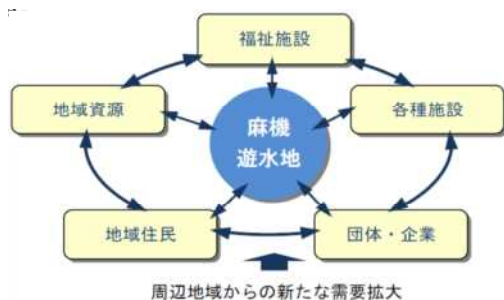 福祉施設
地域資源
各種施設
麻機
遊水地
地域住民
団体・企業
周辺地域からの新たな需要拡大